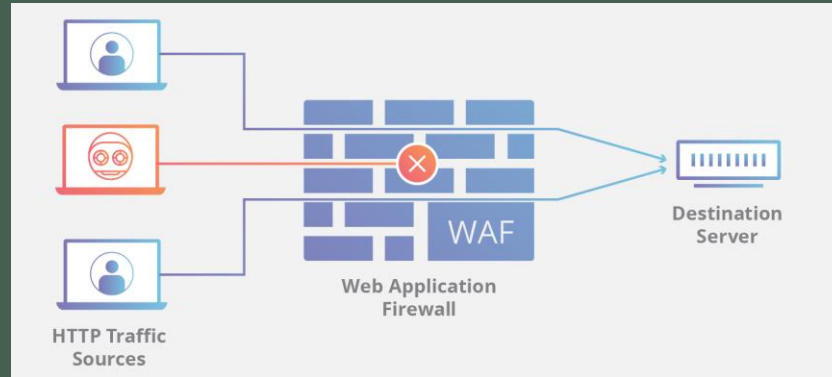 WAF
Web Application
Firewall
Destination
Server
HTTP Traffic
Sources